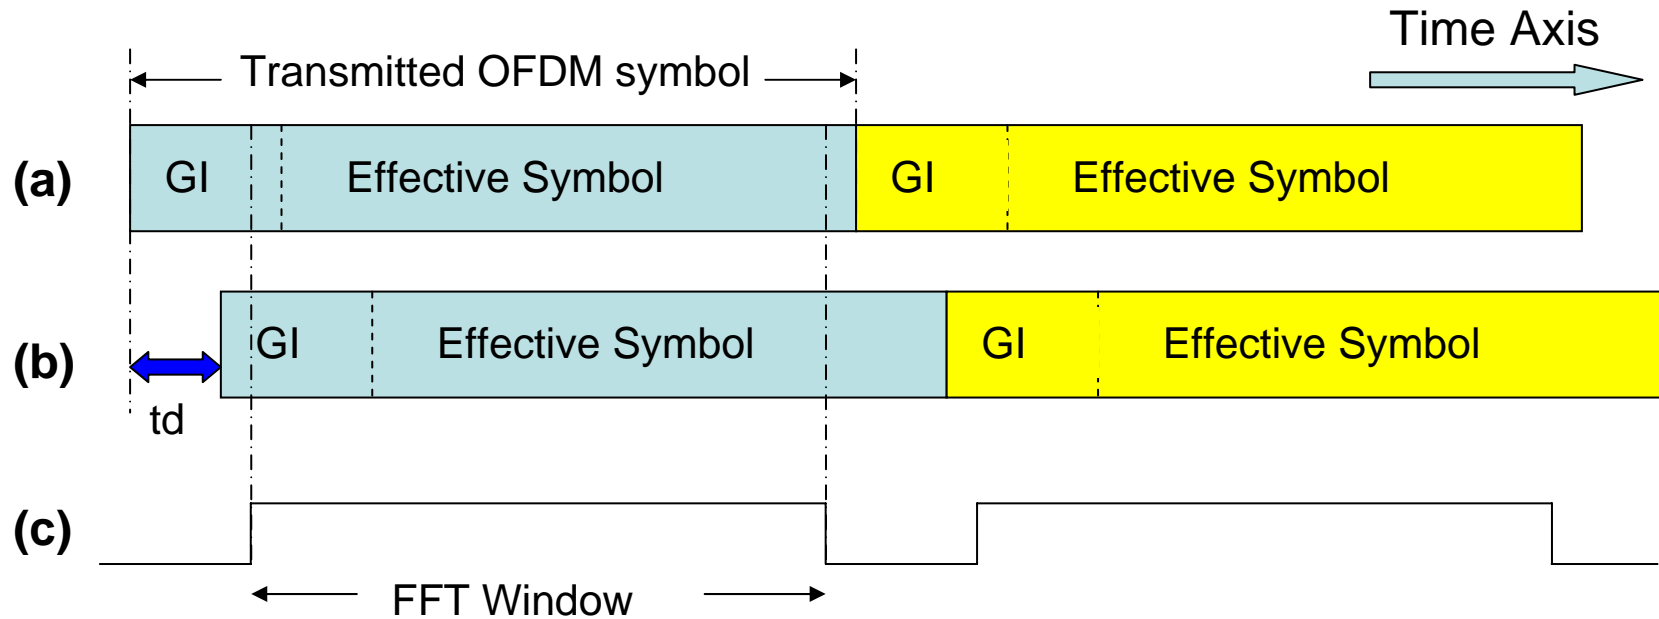 Time Axis
Transmitted OFDM symbol
(a)
GI
Effective Symbol
GI
Effective Symbol
(b)
GI
Effective Symbol
GI
Effective Symbol
td
(c)
FFT Window